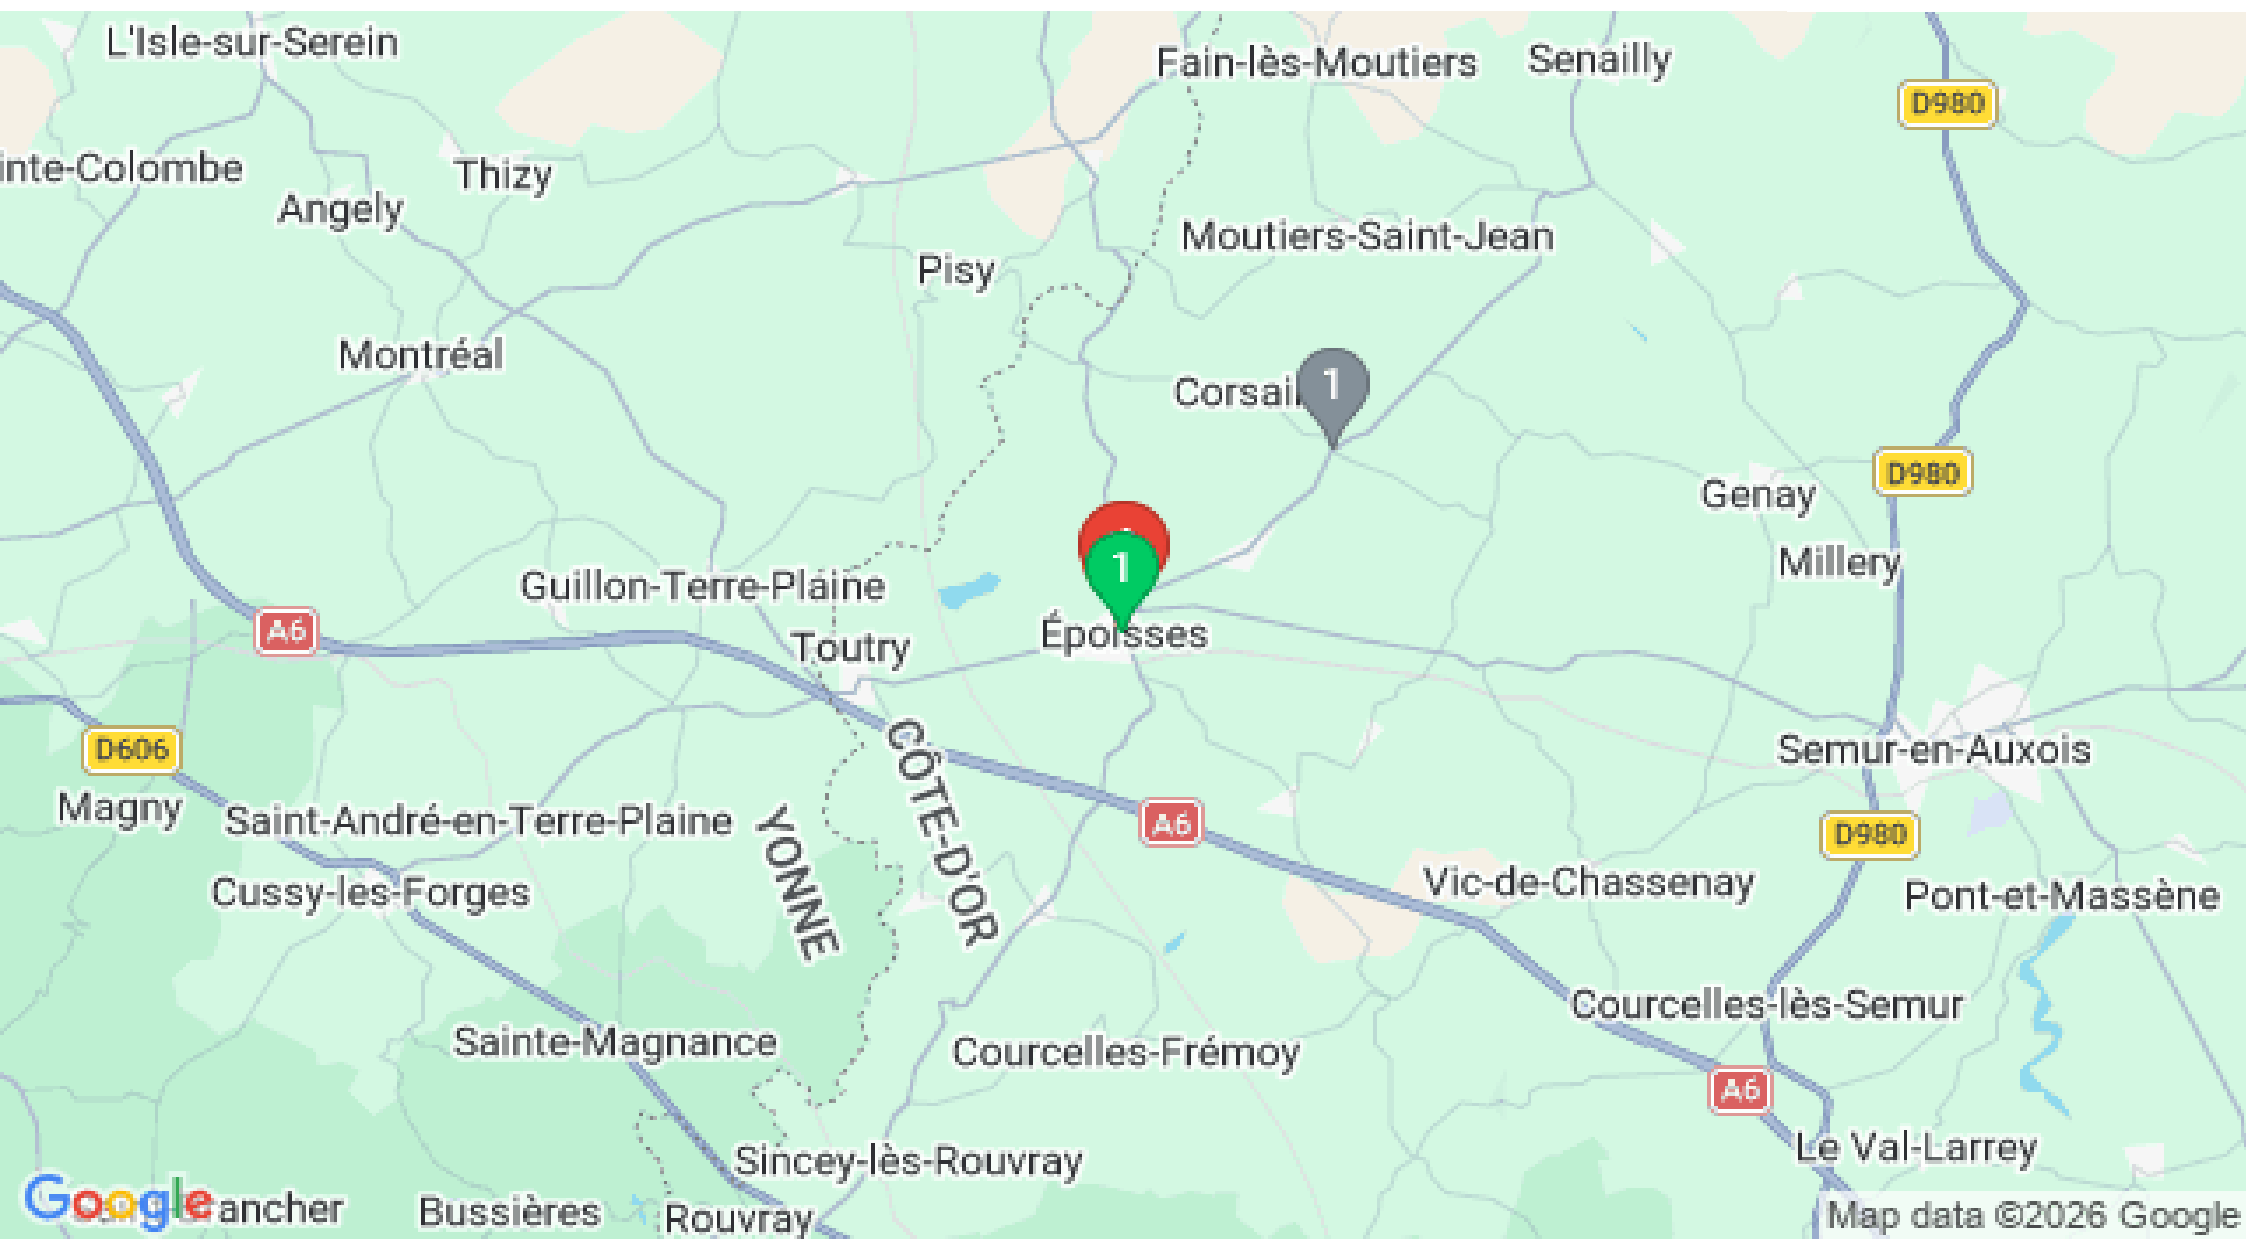 L'Isle-sur-Serein
Fain-lès-Moutiers
Senailly
D980
inte-Colombe
Thizy
Angely
Moutiers-Saint-Jean
Pisy
Montréal
1
Corsai
D980
Genay
Millery
1
Guillon-Terre-Plaine
A6
Époisses
Toutry
D606
CÔTE-D'OR
Semur-en-Auxois
Magny
Saint-André-en-Terre-Plaine
YONNE
A6
D980
Cussy-les-Forges
Vic-de-Chassenay
Pont-et-Massène
Courcelles-lès-Semur
Sainte-Magnance
Courcelles-Frémoy
A6
Le Val-Larrey
Sincey-lès-Rouvray
Google
ancher
Bussières
Rouvray
Map data ©2026 Google